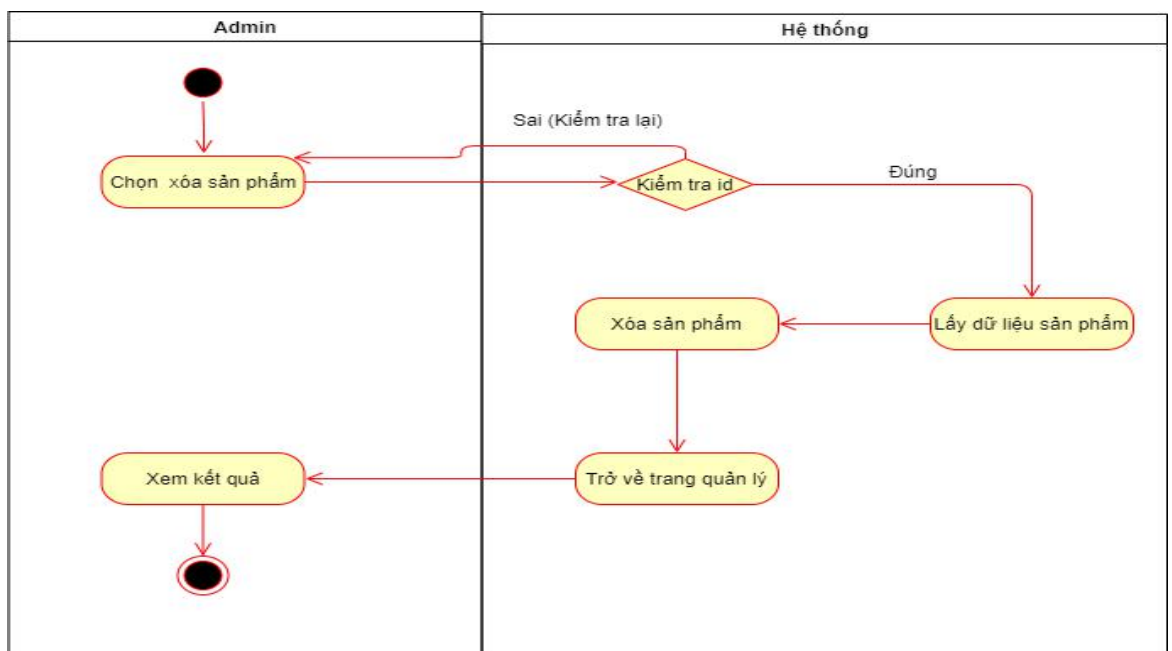 Admin
Hệ thống
Sai (Kiểm tra lại)
Chọn xóa sản phẩm
Kiểm tra id
Đúng
Xóa sản phẩm
Lấy dữ liệu sản phẩm
Xem kết quả
Trở về trang quản lý